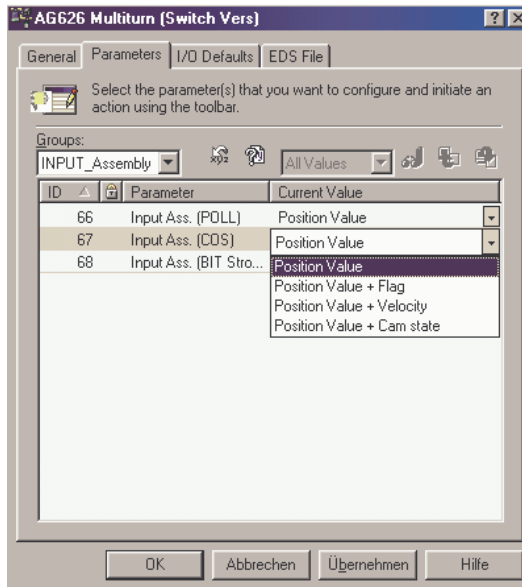 AG626 Multiturn (Switch Vers)
General Parameters I/O Defaults EDS File
Select the parameter(s) that you want to configure and initiate an
action using the toolbar.
Groups:
INPUT_Assembly xyz All Values
ID Parameter Current Value
66 Input Ass. (POLL) Position Value
67 Input Ass. (COS) Position Value
68 Input Ass. (BIT Stro... Position Value
Position Value + Flag
Position Value + Velocity
Position Value + Cam state
OK Abbrechen Übernehmen Hilfe